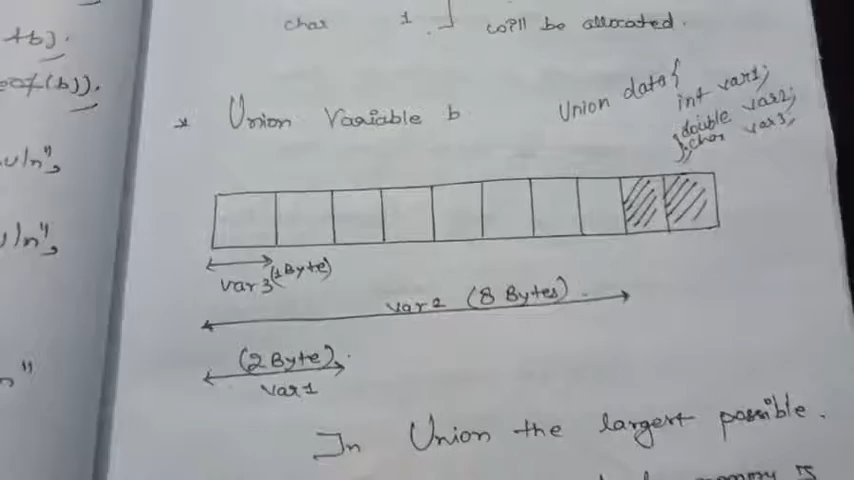 +b).
eof(b)).
u\n",
u\n",
n"
char 1 will be allocated.
* Union Variable b
Union data{
int var1;
double var2;
char var3;
};
(1Byte)
var3
var2 (8 Bytes)
(2 Byte)
var1
In Union the largest possible.